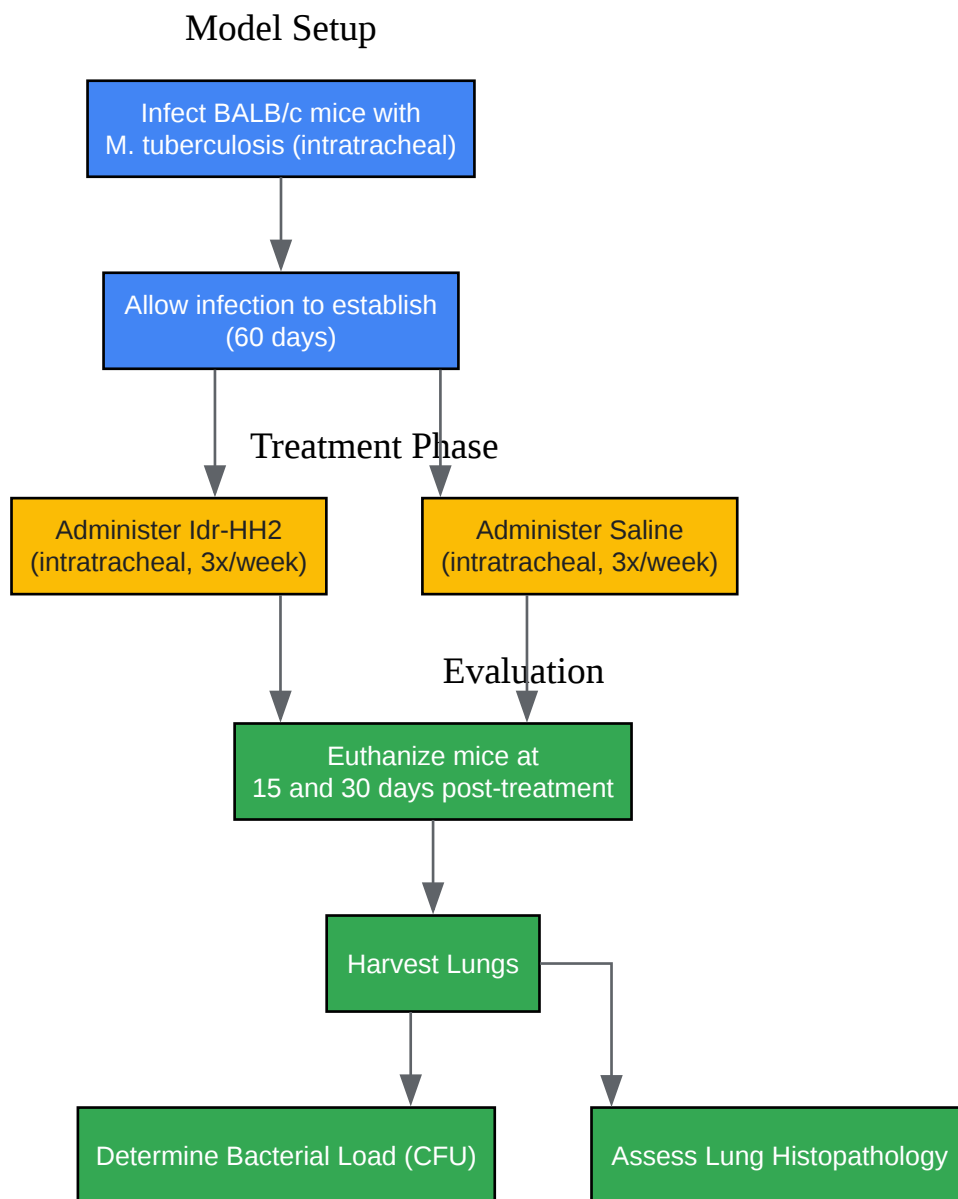 Model Setup
Infect BALB/c mice with
M. tuberculosis (intratracheal)
Allow infection to establish
(60 days)
Treatment Phase
Administer Idr-HH2
(intratracheal, 3x/week)
Administer Saline
(intratracheal, 3x/week)
Evaluation
Euthanize mice at
15 and 30 days post-treatment
Harvest Lungs
Determine Bacterial Load (CFU)
Assess Lung Histopathology